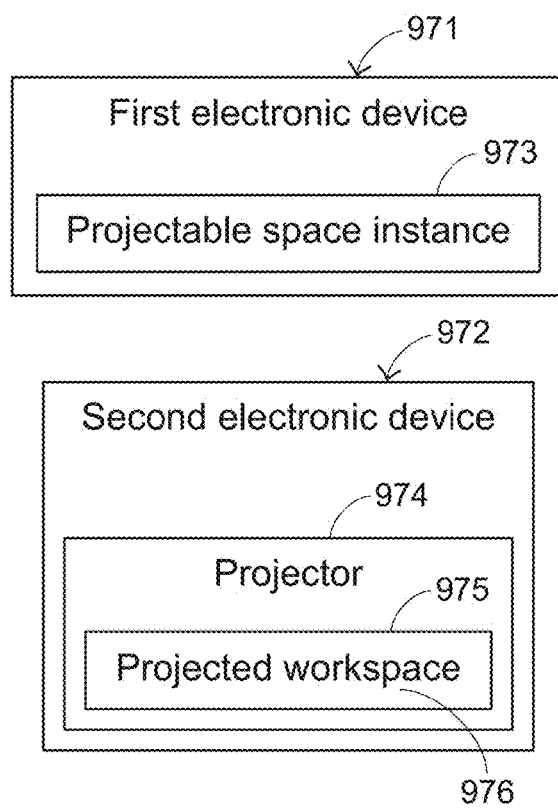 971
First electronic device
973
Projectable space instance
972
Second electronic device
974
Projector
975
Projected workspace
976